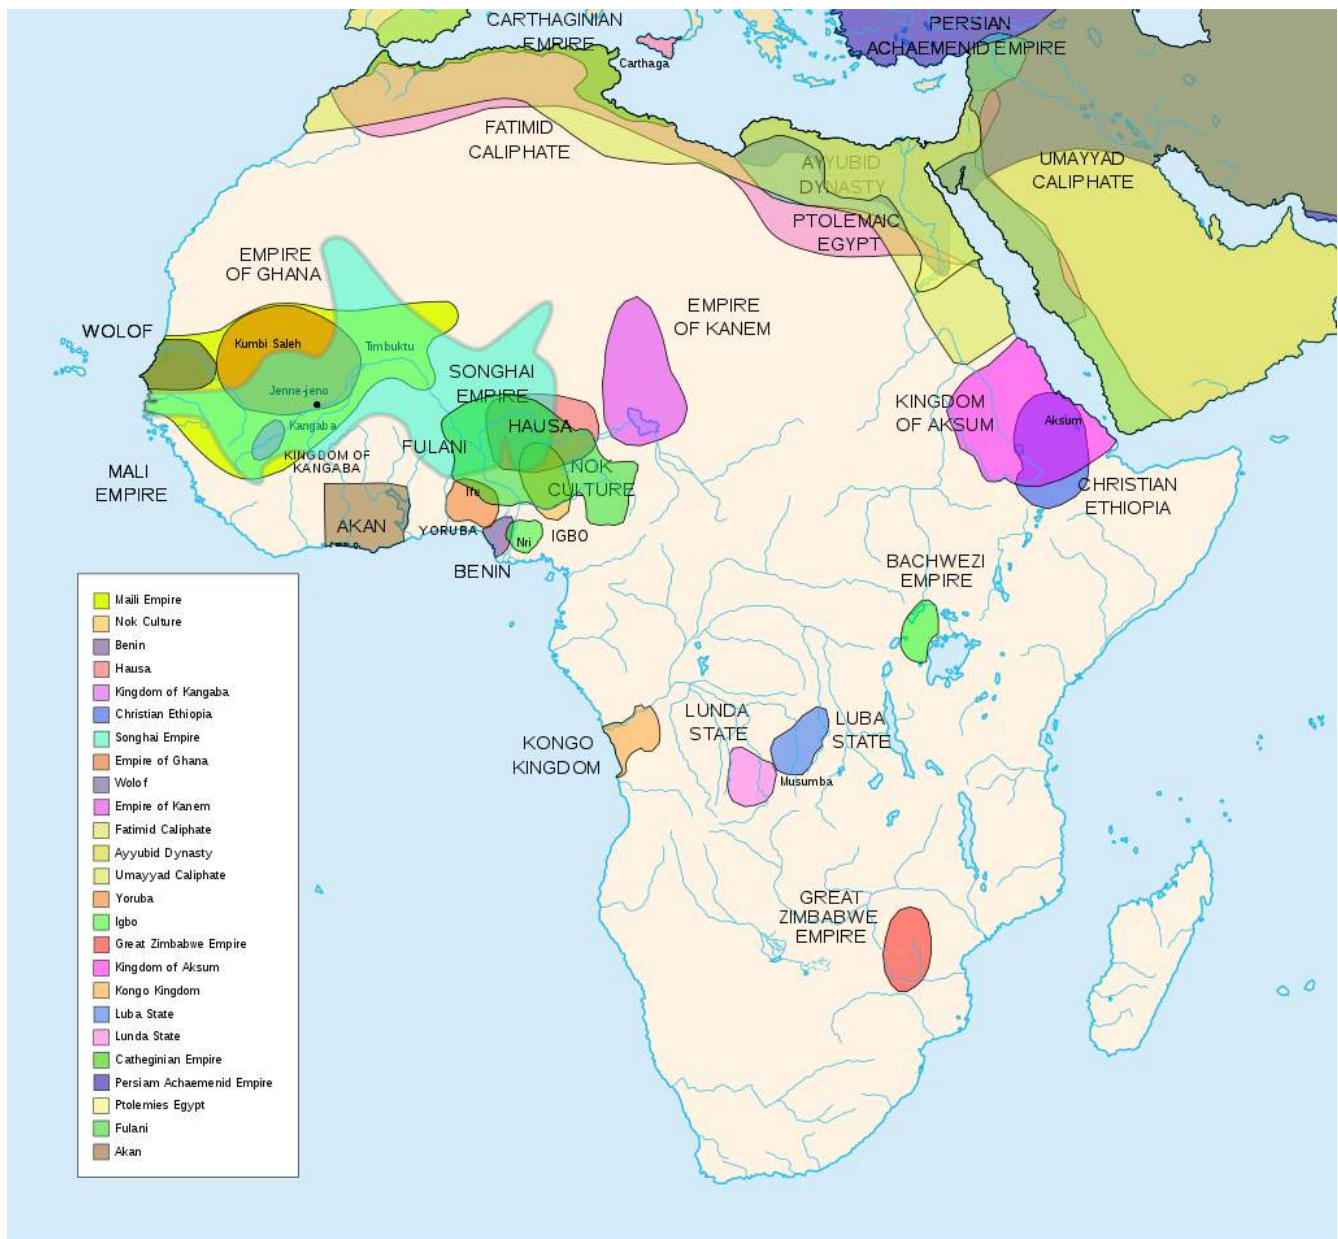 CARTHAGINIAN
EMPIRE
Carthaga
PERSIAN
ACHAEMENID EMPIRE
FATIMID
CALIPHATE
AYYUBID
DYNASTY
UMAYYAD
CALIPHATE
PTOLEMAIC
EGYPT
EMPIRE
OF GHANA
WOLOF
Kumbi Saleh
Timbuktu
EMPIRE
OF KANEM
SONGHAI
EMPIRE
Jenne-jeno
Kangaba
HAUSA
KINGDOM
OF AKSUM
Aksum
FULANI
KINGDOM OF
KANGABA
MALI
EMPIRE
NOK
CULTURE
CHRISTIAN
ETHIOPIA
Ife
AKAN
YORUBA
Nri
IGBO
BENIN
BACHWEZI
EMPIRE
LUNDA
STATE
LUBA
STATE
KONGO
KINGDOM
Musumba
GREAT
ZIMBABWE
EMPIRE
Maili Empire
Nok Culture
Benin
Hausa
Kingdom of Kangaba
Christian Ethiopia
Songhai Empire
Empire of Ghana
Wolof
Empire of Kanem
Fatimid Caliphate
Ayyubid Dynasty
Umayyad Caliphate
Yoruba
Igbo
Great Zimbabwe Empire
Kingdom of Aksum
Kongo Kingdom
Luba State
Lunda State
Catheginian Empire
Persiam Achaemenid Empire
Ptolemies Egypt
Fulani
Akan